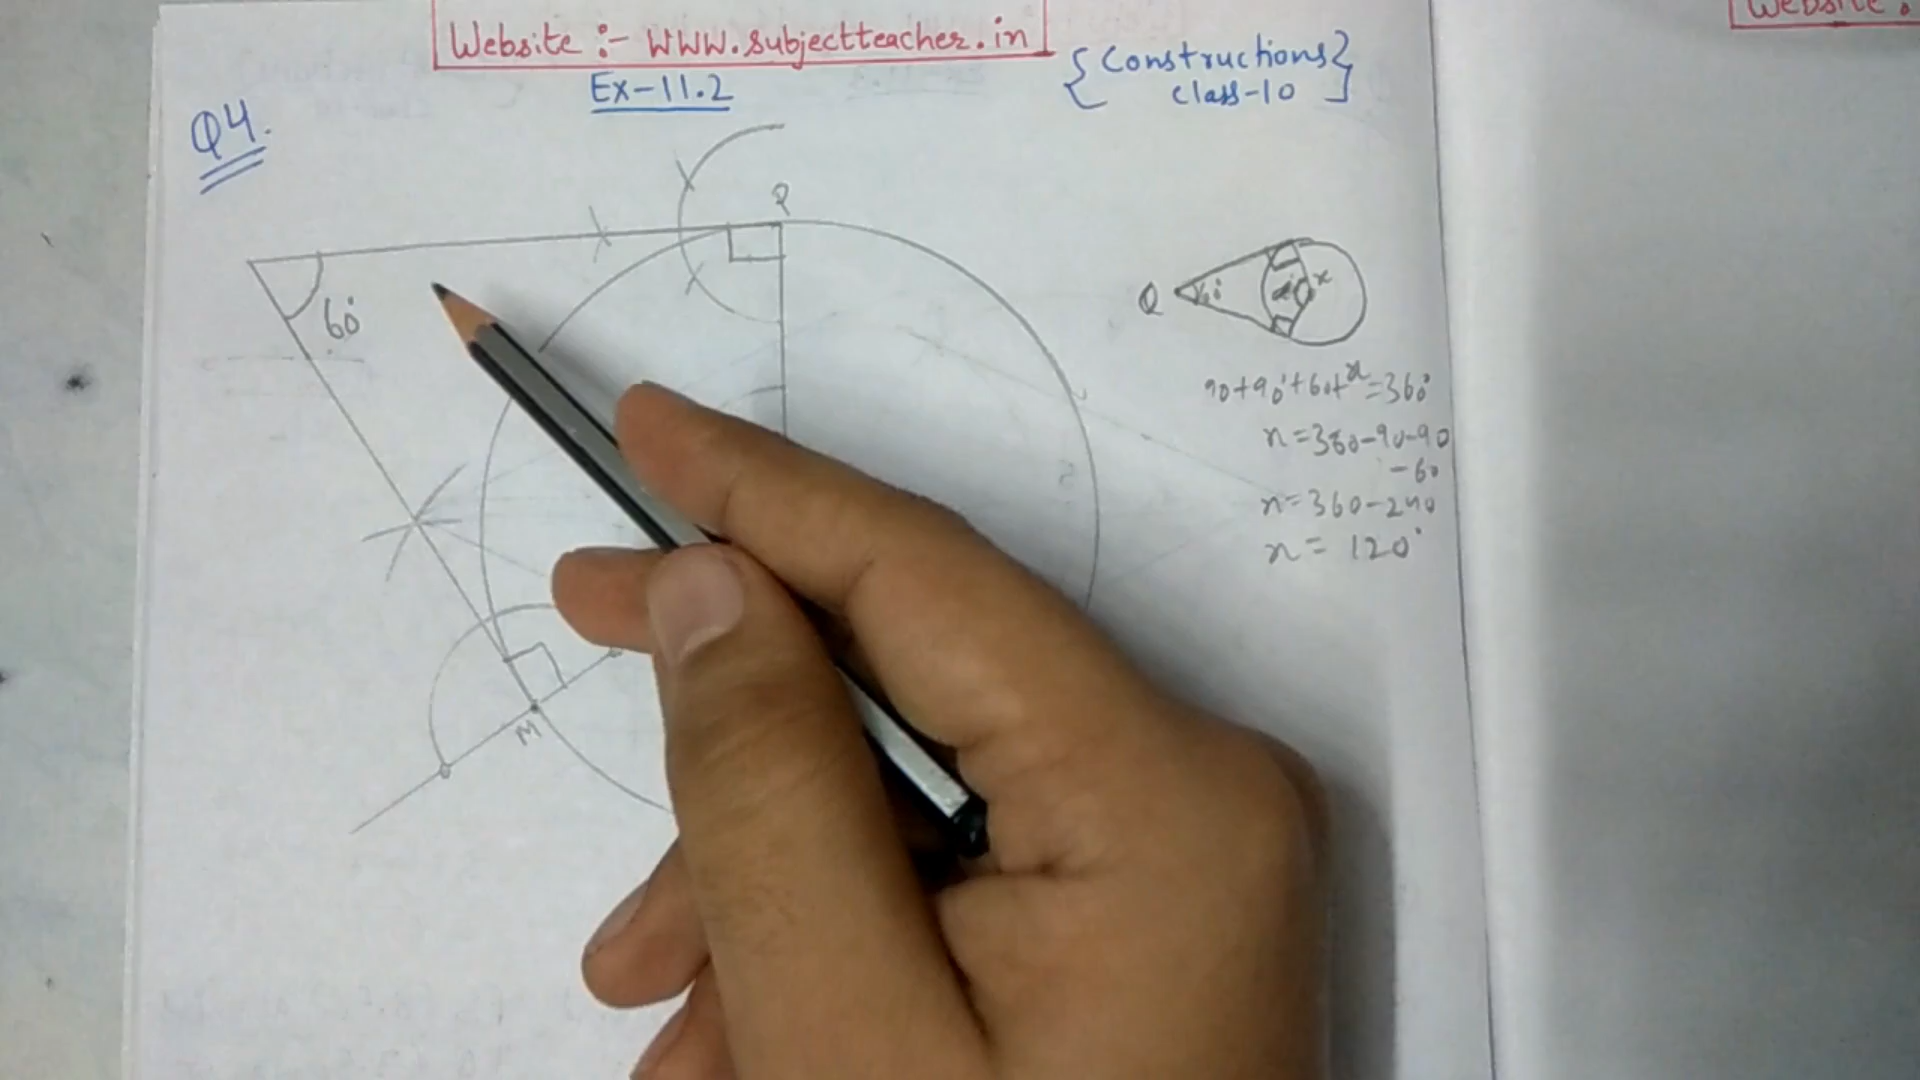 Website :- WWW.subjectteacher.in
Website :
Ex-11.2
{Constructions}
class-10
Q4.
P
60°
M
Q
60°
x
90+90°+60+x=360°
x=360-90-90
-60
x=360-240
x= 120°